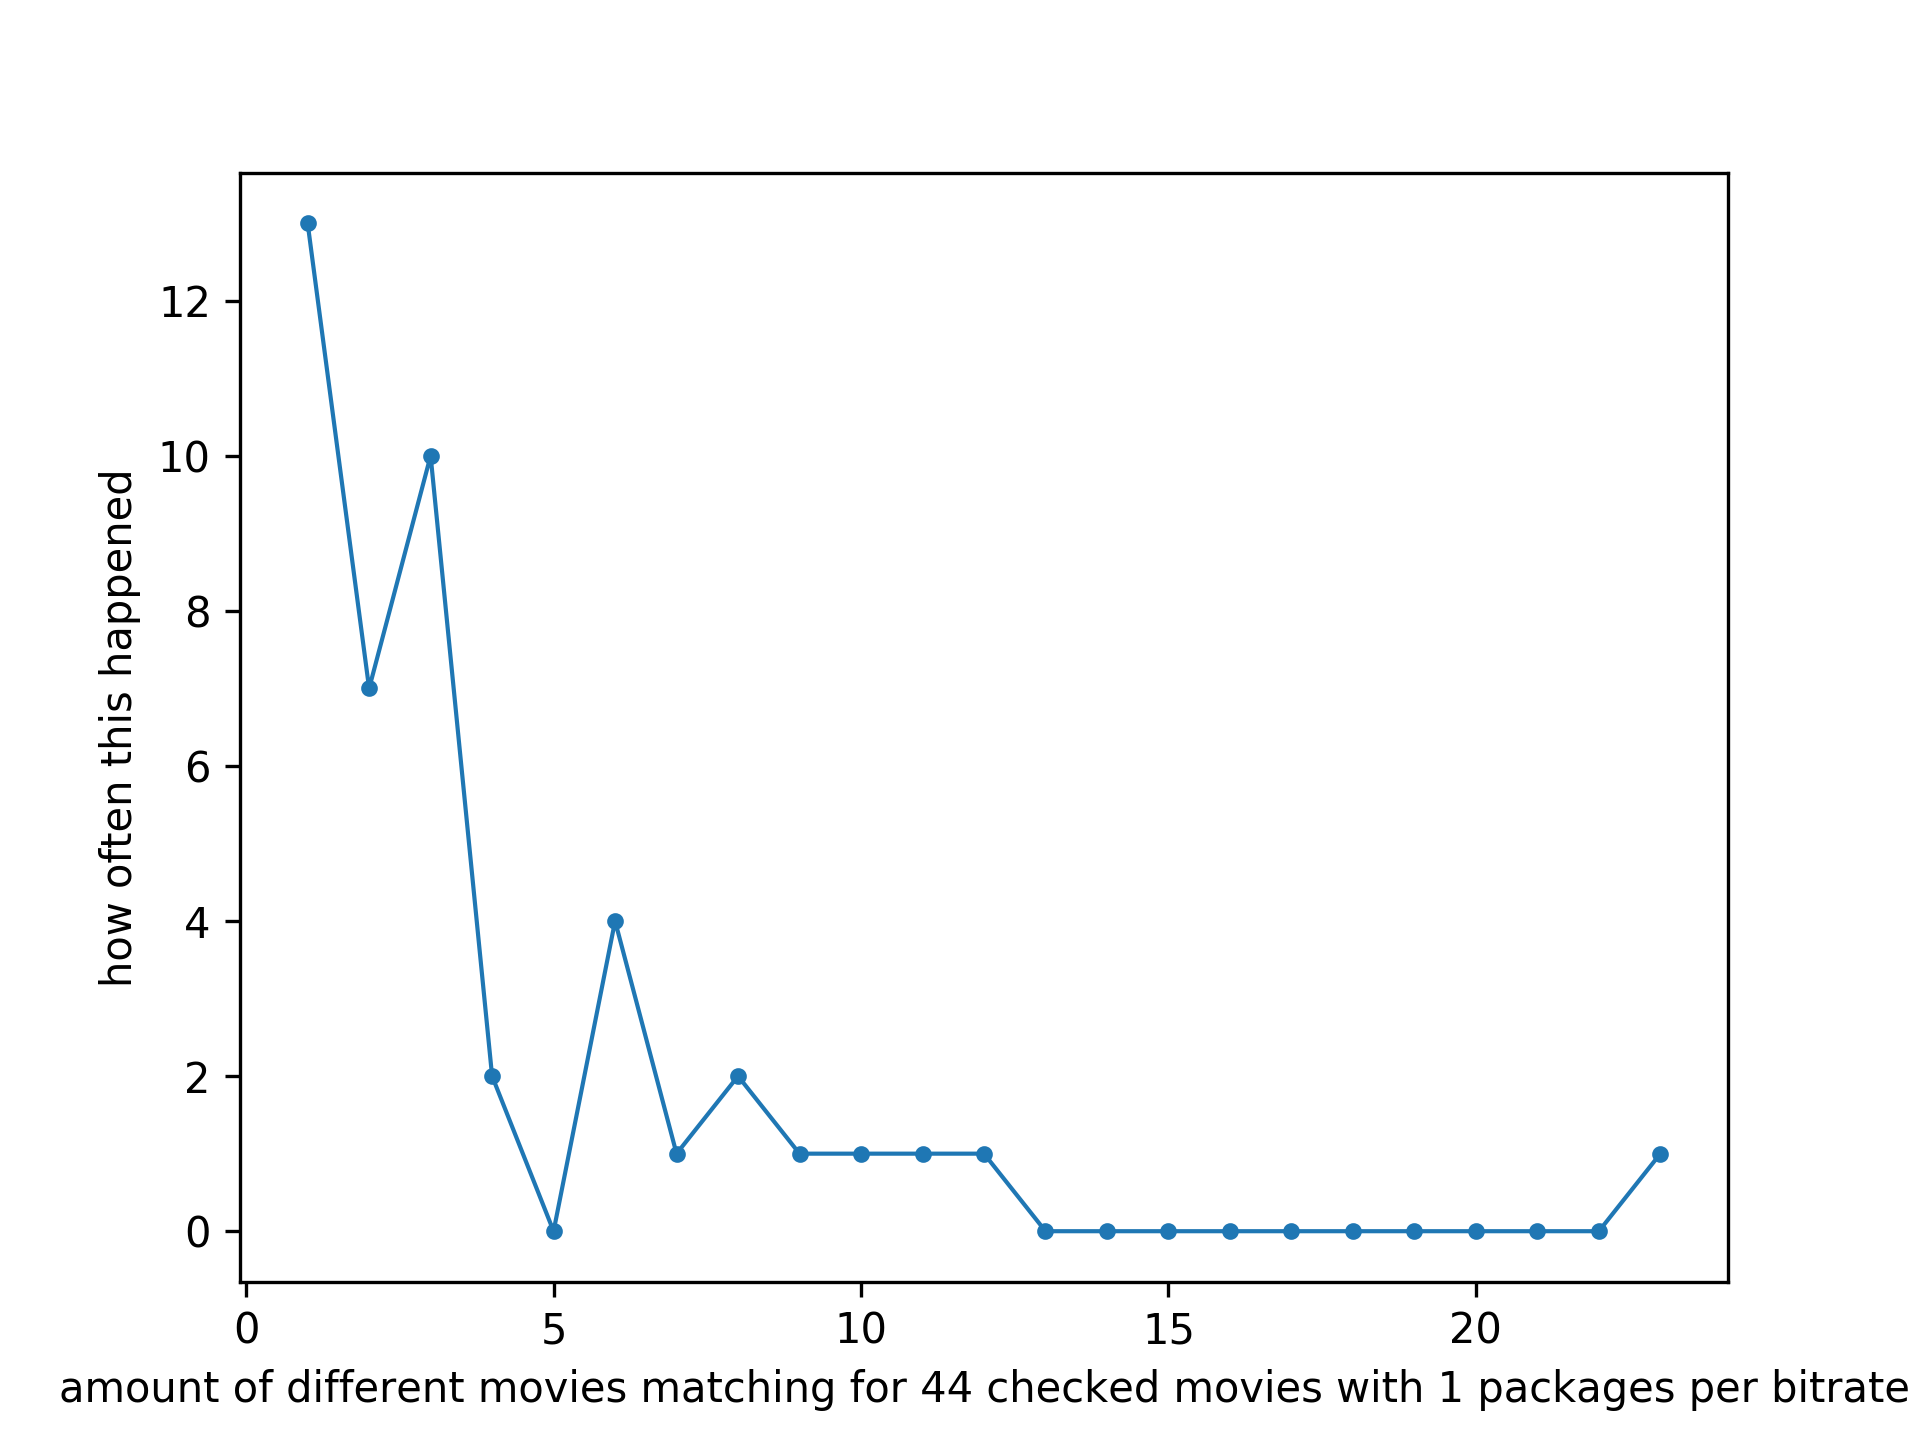 how often this happened
12
10
8
6
4
2
0
0 5 10 15 20
amount of different movies matching for 44 checked movies with 1 packages per bitrate